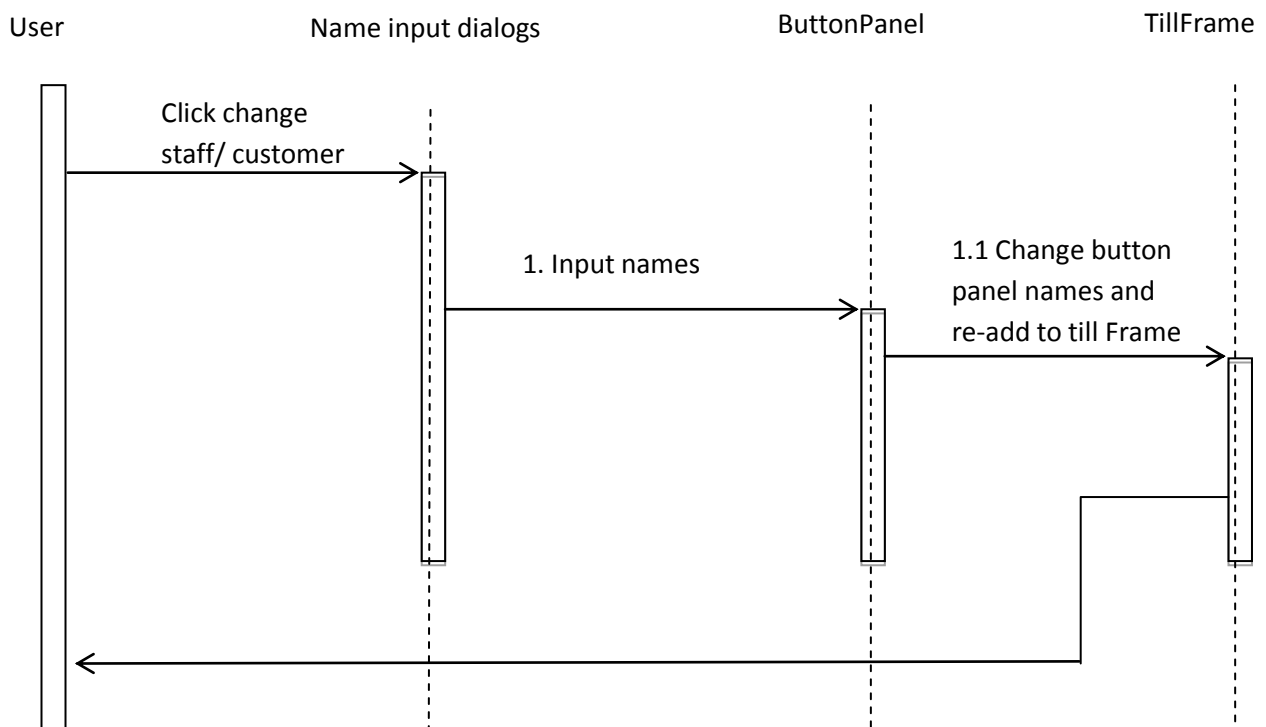 User
Name input dialogs
ButtonPanel
TillFrame
Click change
staff/ customer
1. Input names
1.1 Change button
panel names and
re-add to till Frame